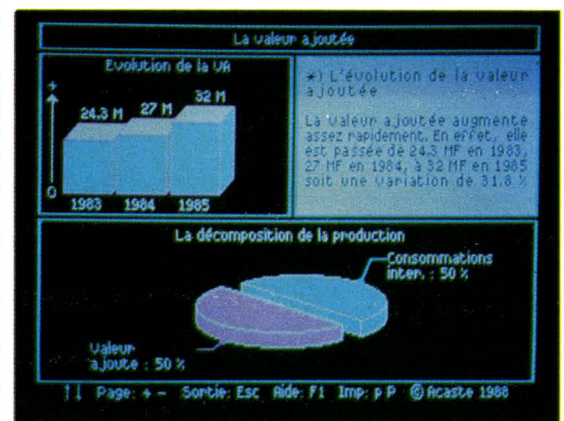 La valeur ajoutée
Evolution de la VA
+
24.3 M
27 M
32 M
0
1983 1984 1985
*) L'évolution de la valeur
ajoutée
La valeur ajoutée augmente
assez rapidement. En effet, elle
est passée de 24.3 MF en 1983,
27 MF en 1984, à 32 MF en 1985
soit une variation de 31.8 %
La décomposition de la production
Consommations
inter. : 50 %
Valeur
ajoute : 50 %
↑↓ Page: + - Sortie: Esc Aide: F1 Imp: p P © Acaste 1988